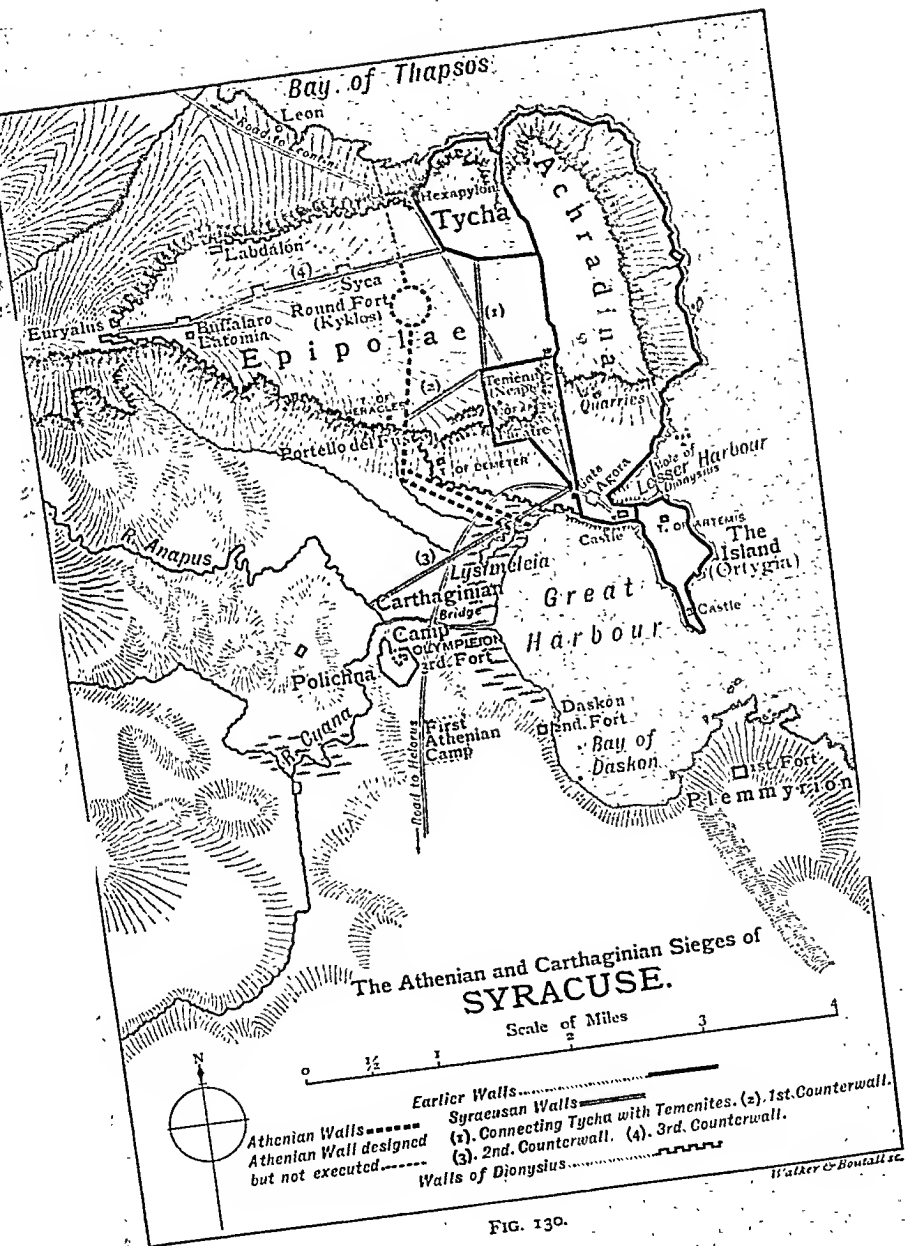 Bay of Thapsos
Leon
Road to
Hexapylon
Tycha
Achradina
Labdalon
(4)
Syca
Round Fort
(Kyklos)
(1)
Euryalus
Buffalaro
Latomia
Epipolae
(2)
T. OF
HERACLES
Temenites
Quarries
Portello del
T. OF DEMETER
Gate
Agora
Mole of
Lesser Harbour
Dionysius
Castle
T. OF ARTEMIS
The
Island
(Ortygia)
R. Anapus
(3)
Lysimeleia
Castle
Carthaginian
Bridge
Great
Harbour
Camp
OLYMPIEION
3rd. Fort
Polichna
Daskon
2nd. Fort
First
Athenian
Camp
Bay of
Daskon
R. Cyana
Road to Helorus
1st. Fort
Plemmyrion
The Athenian and Carthaginian Sieges of
SYRACUSE.
Scale of Miles
0 ½ 1 2 3 4
N
Earlier Walls
Athenian Walls
Syracusan Walls
Athenian Wall designed
but not executed
(1). Connecting Tycha with Temenites. (2). 1st. Counterwall.
(3). 2nd. Counterwall. (4). 3rd. Counterwall.
Walls of Dionysius
Walker & Boutall sc.
FIG. 130.